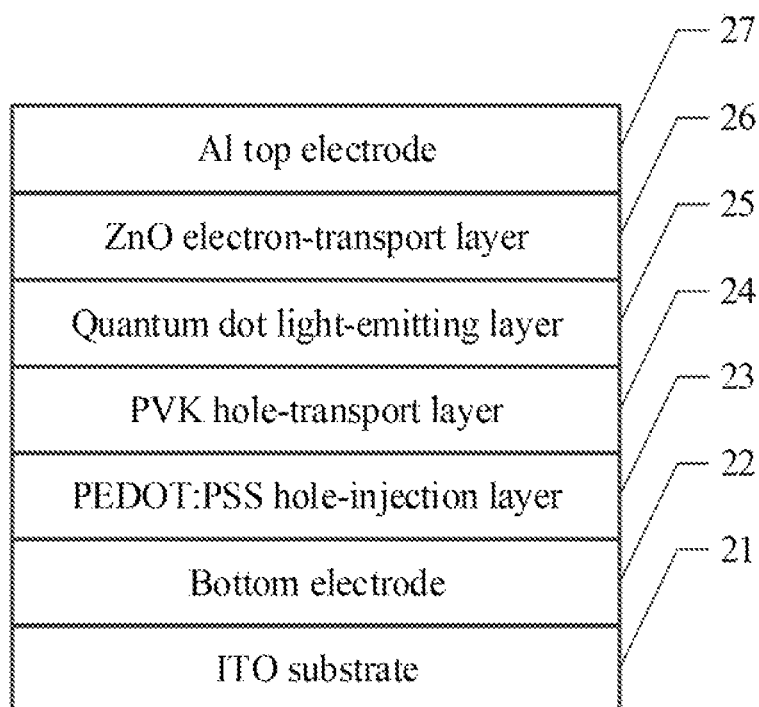 27
Al top electrode
26
ZnO electron-transport layer
25
Quantum dot light-emitting layer
24
PVK hole-transport layer
23
PEDOT:PSS hole-injection layer
22
Bottom electrode
21
ITO substrate